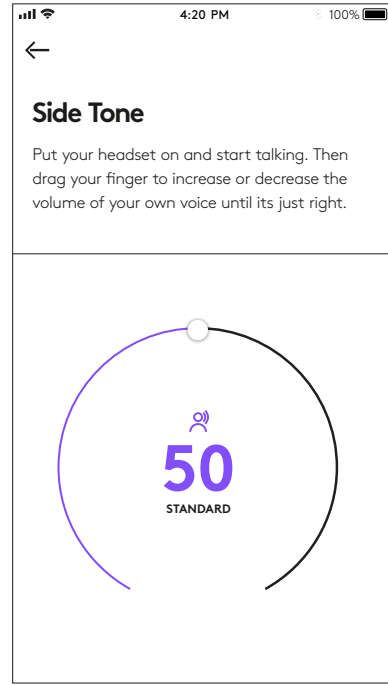 4:20 PM 100%
Side Tone
Put your headset on and start talking. Then
drag your finger to increase or decrease the
volume of your own voice until its just right.
50
STANDARD